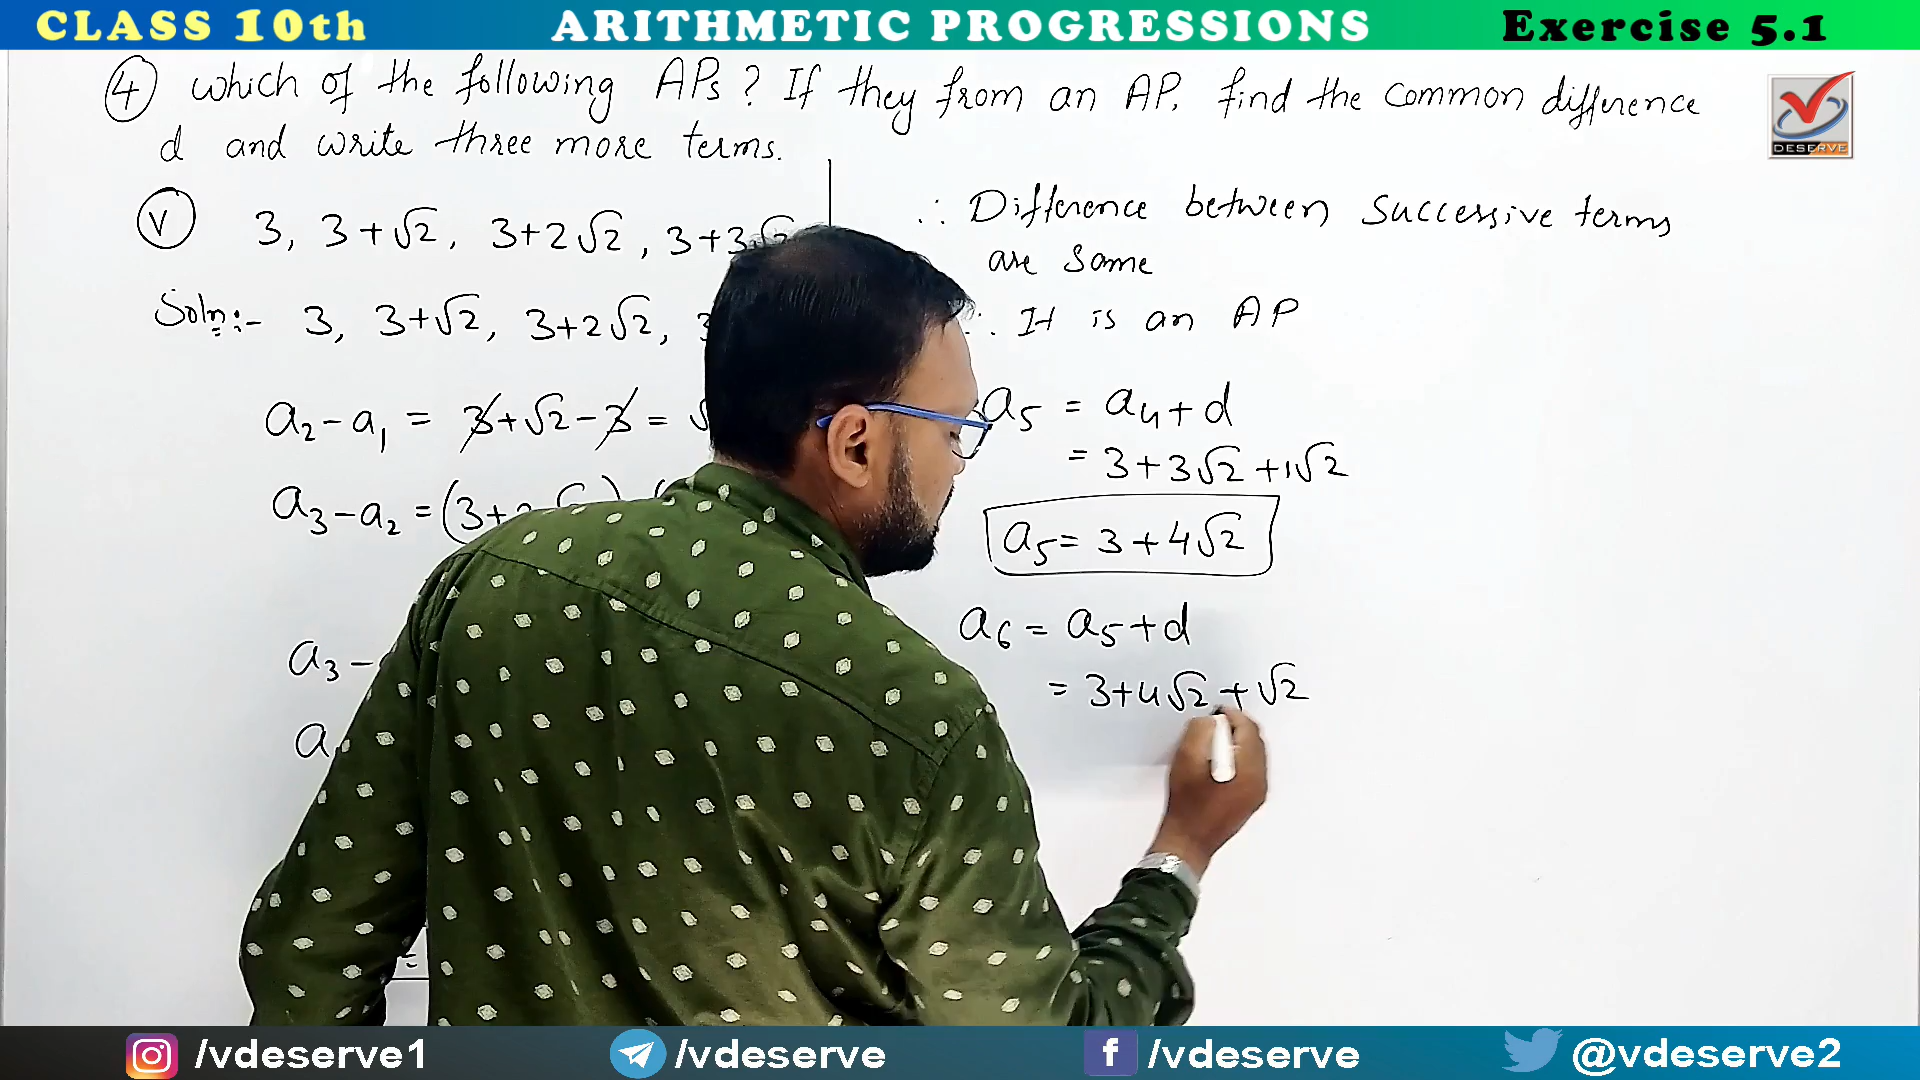 CLASS 10th ARITHMETIC PROGRESSIONS Exercise 5.1
④ which of the following APs ? If they from an AP. find the common difference
d and write three more terms.
DESERVE
Ⓥ 3, 3+√2, 3+2√2, 3+3√2
Soln:- 3, 3+√2, 3+2√2,
a₂-a₁ = 3+√2-3 =
a₃-a₂ = (3+
a₃-
∴ Difference between successive terms
are same
∴ It is an AP
a₅ = a₄+d
= 3+3√2+1√2
a₅= 3+4√2
a₆= a₅+d
= 3+4√2+√2
/vdeserve1 /vdeserve /vdeserve @vdeserve2